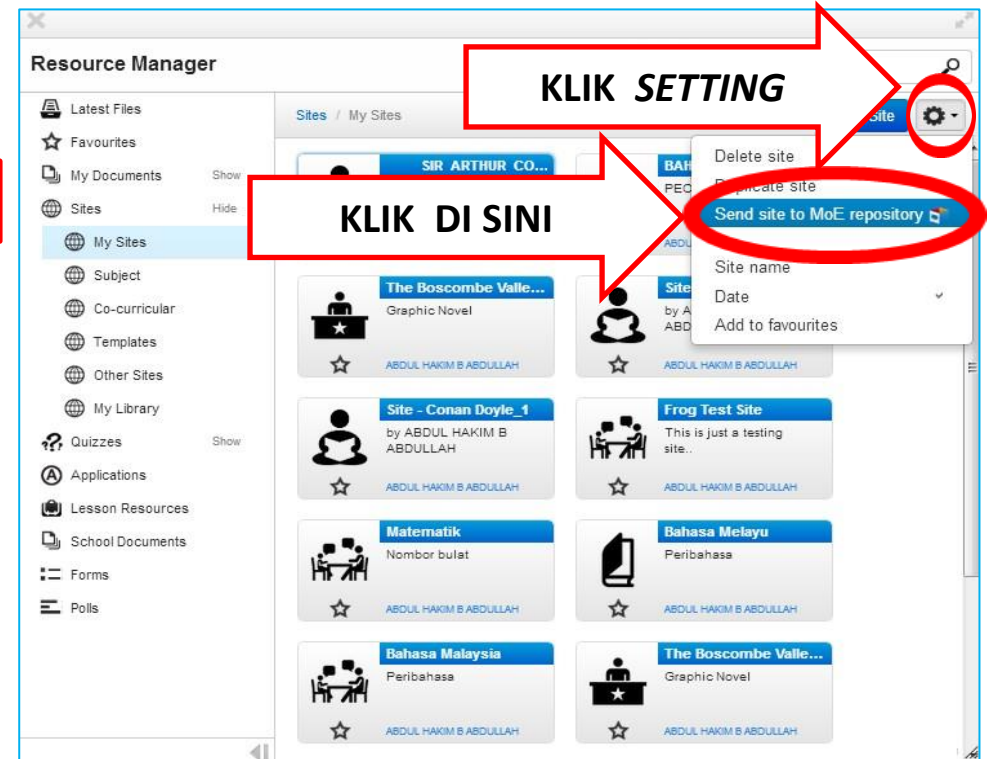 Resource Manager
KLIK SETTING
Latest Files
Favourites
My Documents Show
Sites Hide
My Sites
Subject
Co-curricular
Templates
Other Sites
My Library
Quizzes Show
Applications
Lesson Resources
School Documents
Forms
Polls
Sites / My Sites
Site
Delete site
Duplicate site
Send site to MoE repository
Site name
Date
Add to favourites
KLIK DI SINI
SIR ARTHUR CO...
The Boscombe Valle...
Graphic Novel
ABDUL HAKIM B ABDULLAH
Site
by A
ABD
ABDUL HAKIM B ABDULLAH
Site - Conan Doyle_1
by ABDUL HAKIM B
ABDULLAH
ABDUL HAKIM B ABDULLAH
Frog Test Site
This is just a testing
site..
ABDUL HAKIM B ABDULLAH
Matematik
Nombor bulat
ABDUL HAKIM B ABDULLAH
Bahasa Melayu
Peribahasa
ABDUL HAKIM B ABDULLAH
Bahasa Malaysia
Peribahasa
ABDUL HAKIM B ABDULLAH
The Boscombe Valle...
Graphic Novel
ABDUL HAKIM B ABDULLAH